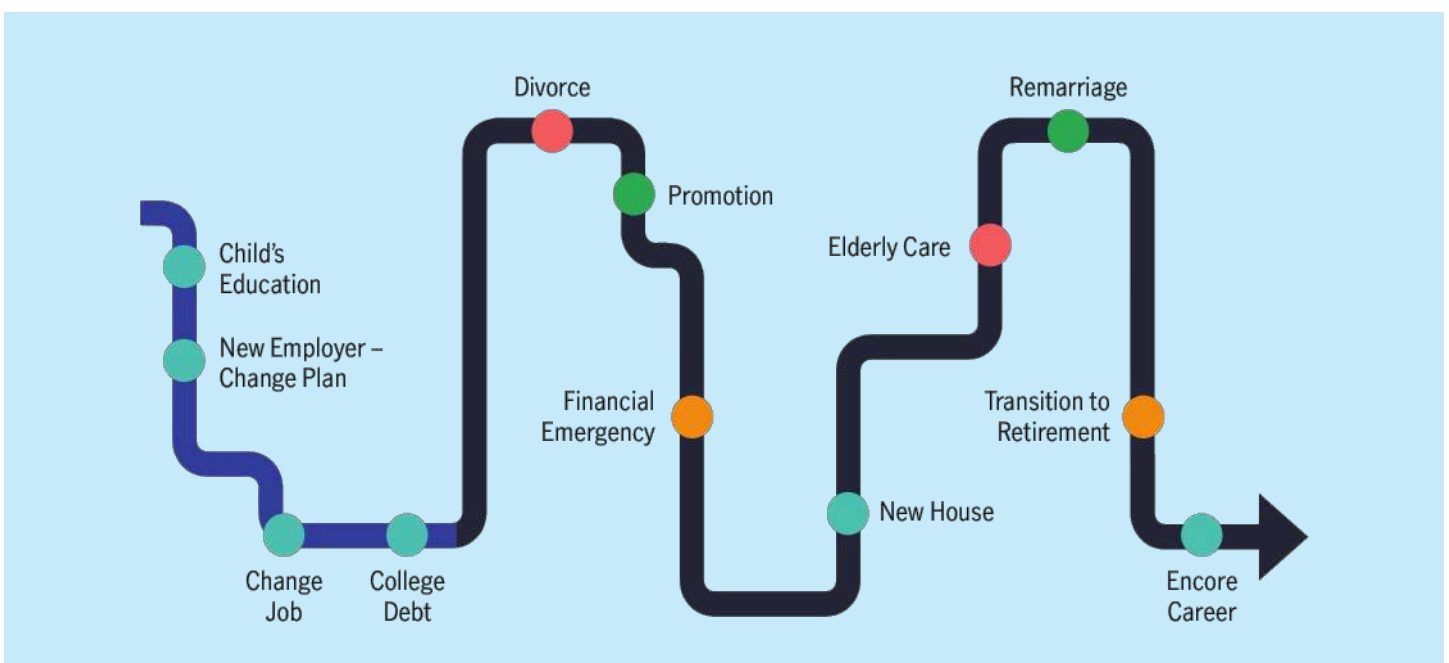 Child’s
Education
New Employer –
Change Plan
Change
Job
College
Debt
Divorce
Promotion
Financial
Emergency
New House
Elderly Care
Remarriage
Transition to
Retirement
Encore
Career